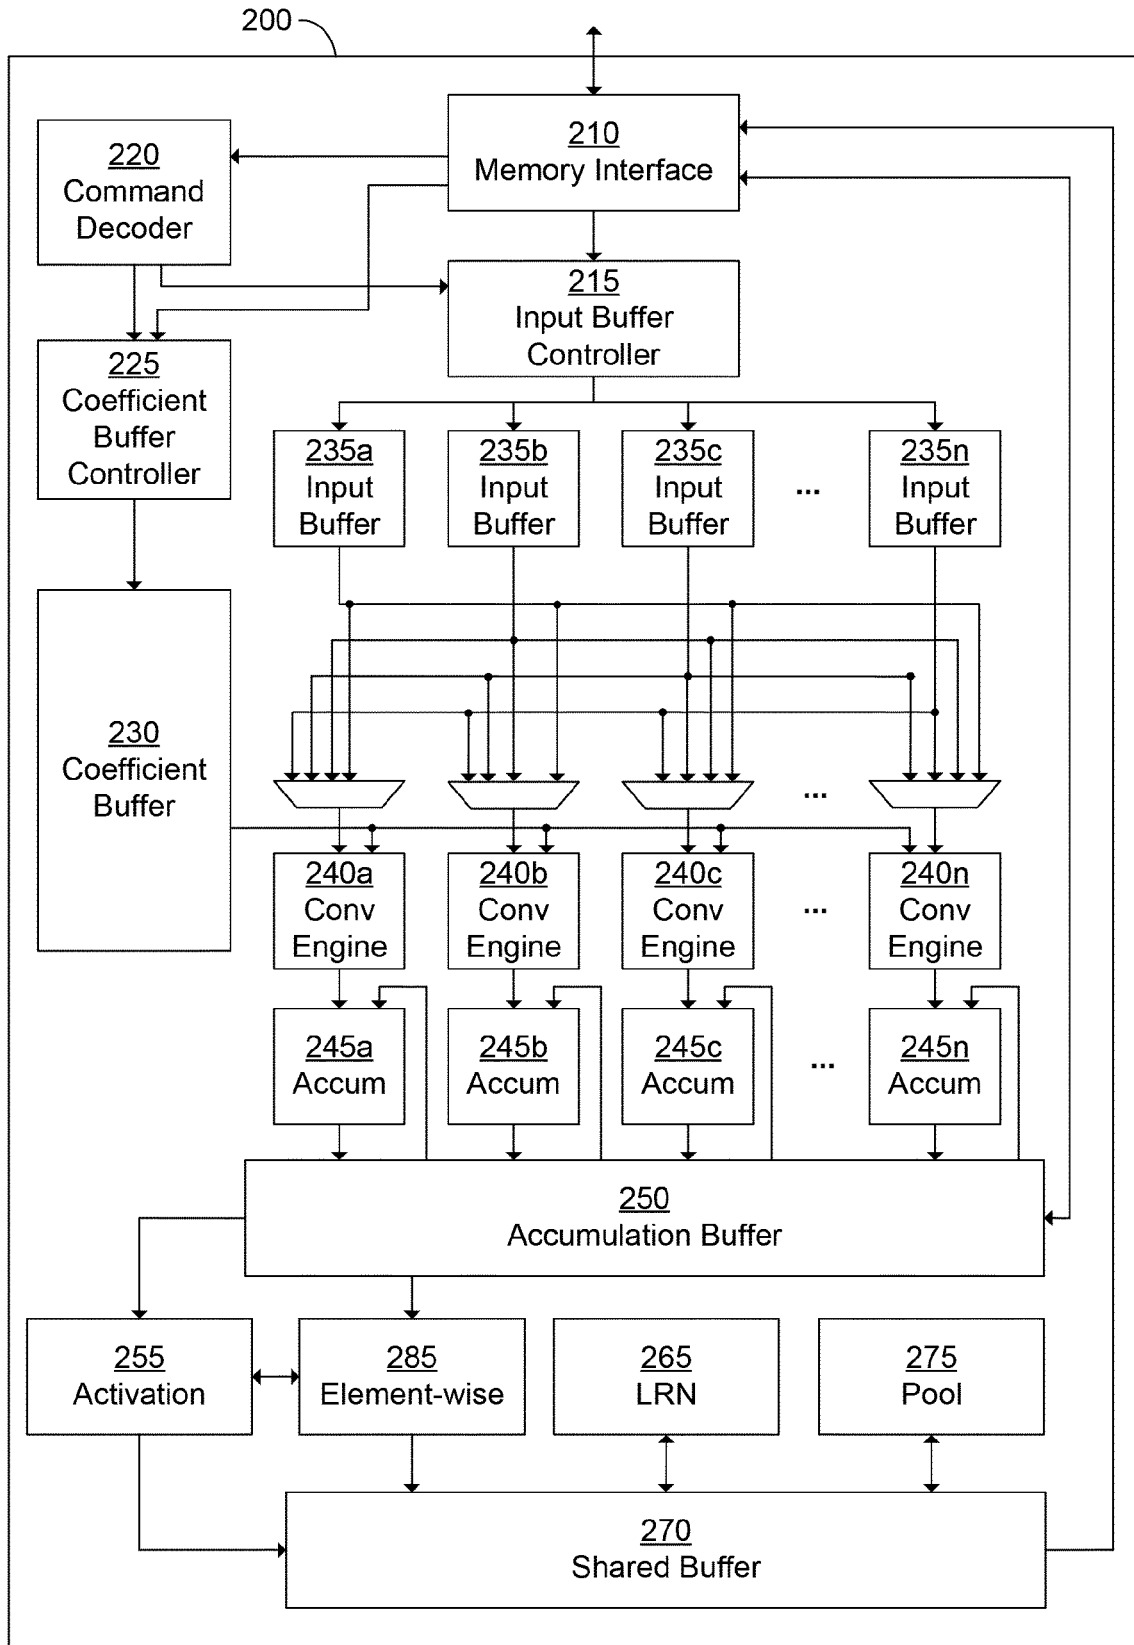 200
210
Memory Interface
220
Command
Decoder
215
Input Buffer
Controller
225
Coefficient
Buffer
Controller
235a
Input
Buffer
235b
Input
Buffer
235c
Input
Buffer
...
235n
Input
Buffer
230
Coefficient
Buffer
...
240a
Conv
Engine
240b
Conv
Engine
240c
Conv
Engine
...
240n
Conv
Engine
245a
Accum
245b
Accum
245c
Accum
...
245n
Accum
250
Accumulation Buffer
255
Activation
285
Element-wise
265
LRN
275
Pool
270
Shared Buffer